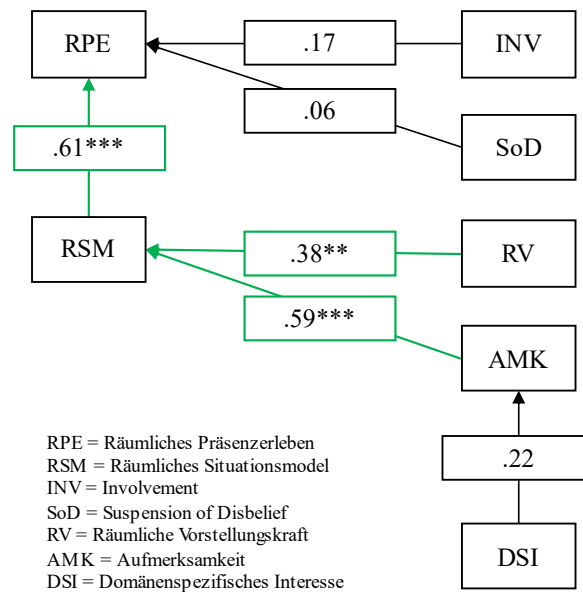 RPE
.17
INV
.06
SoD
.61***
RSM
.38**
RV
.59***
AMK
.22
DSI
RPE = Räumliches Präsenzerleben
RSM = Räumliches Situationsmodel
INV = Involvement
SoD = Suspension of Disbelief
RV = Räumliche Vorstellungskraft
AMK = Aufmerksamkeit
DSI = Domänenspezifisches Interesse